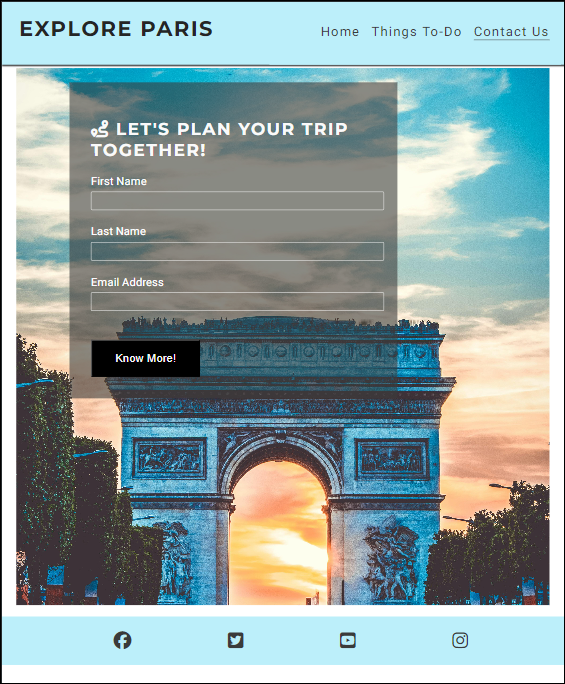 EXPLORE PARIS
Home Things To-Do Contact Us
LET'S PLAN YOUR TRIP
TOGETHER!
First Name
Last Name
Email Address
Know More!